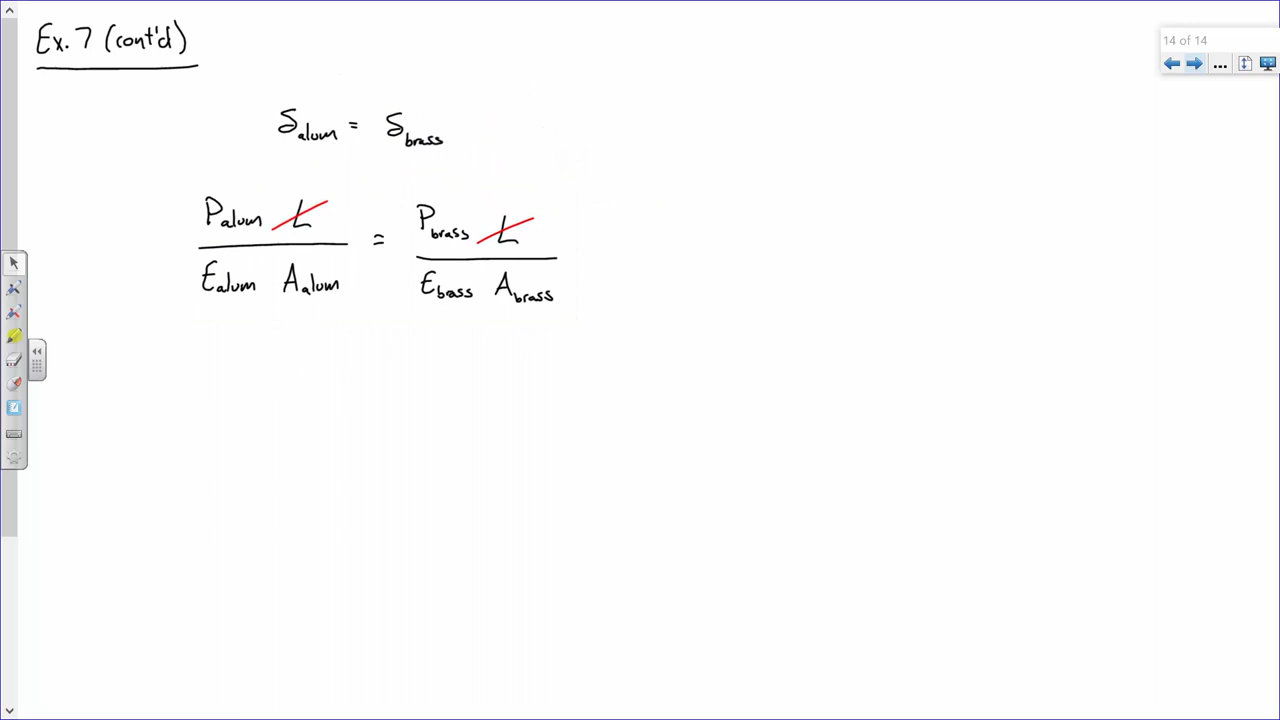 Ex. 7 (cont'd)
14 of 14
δalum = δbrass
Palum L = Pbrass L
Ealum Aalum Ebrass Abrass